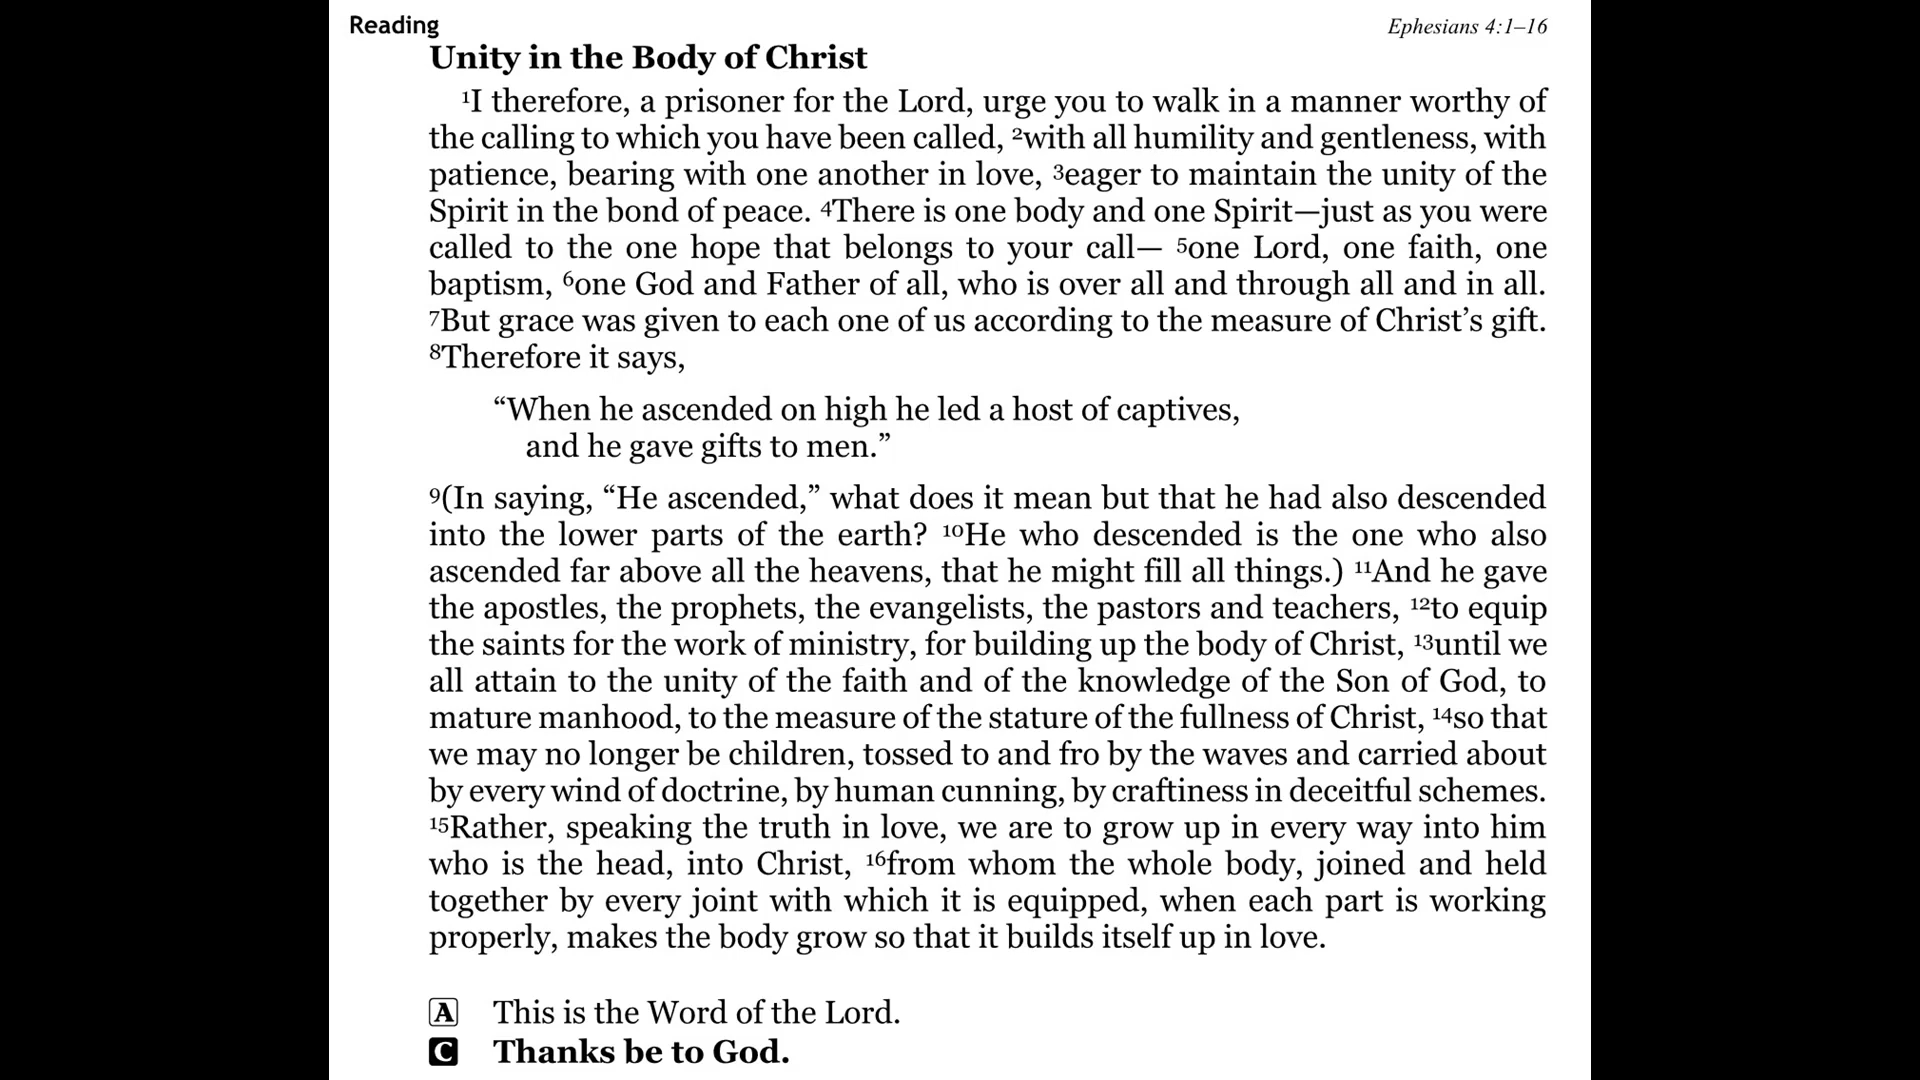 Reading
Ephesians 4:1–16
Unity in the Body of Christ
¹I therefore, a prisoner for the Lord, urge you to walk in a manner worthy of
the calling to which you have been called, ²with all humility and gentleness, with
patience, bearing with one another in love, ³eager to maintain the unity of the
Spirit in the bond of peace. ⁴There is one body and one Spirit—just as you were
called to the one hope that belongs to your call— ⁵one Lord, one faith, one
baptism, ⁶one God and Father of all, who is over all and through all and in all.
⁷But grace was given to each one of us according to the measure of Christ’s gift.
⁸Therefore it says,
“When he ascended on high he led a host of captives,
and he gave gifts to men.”
⁹(In saying, “He ascended,” what does it mean but that he had also descended
into the lower parts of the earth? ¹⁰He who descended is the one who also
ascended far above all the heavens, that he might fill all things.) ¹¹And he gave
the apostles, the prophets, the evangelists, the pastors and teachers, ¹²to equip
the saints for the work of ministry, for building up the body of Christ, ¹³until we
all attain to the unity of the faith and of the knowledge of the Son of God, to
mature manhood, to the measure of the stature of the fullness of Christ, ¹⁴so that
we may no longer be children, tossed to and fro by the waves and carried about
by every wind of doctrine, by human cunning, by craftiness in deceitful schemes.
¹⁵Rather, speaking the truth in love, we are to grow up in every way into him
who is the head, into Christ, ¹⁶from whom the whole body, joined and held
together by every joint with which it is equipped, when each part is working
properly, makes the body grow so that it builds itself up in love.
A This is the Word of the Lord.
C Thanks be to God.